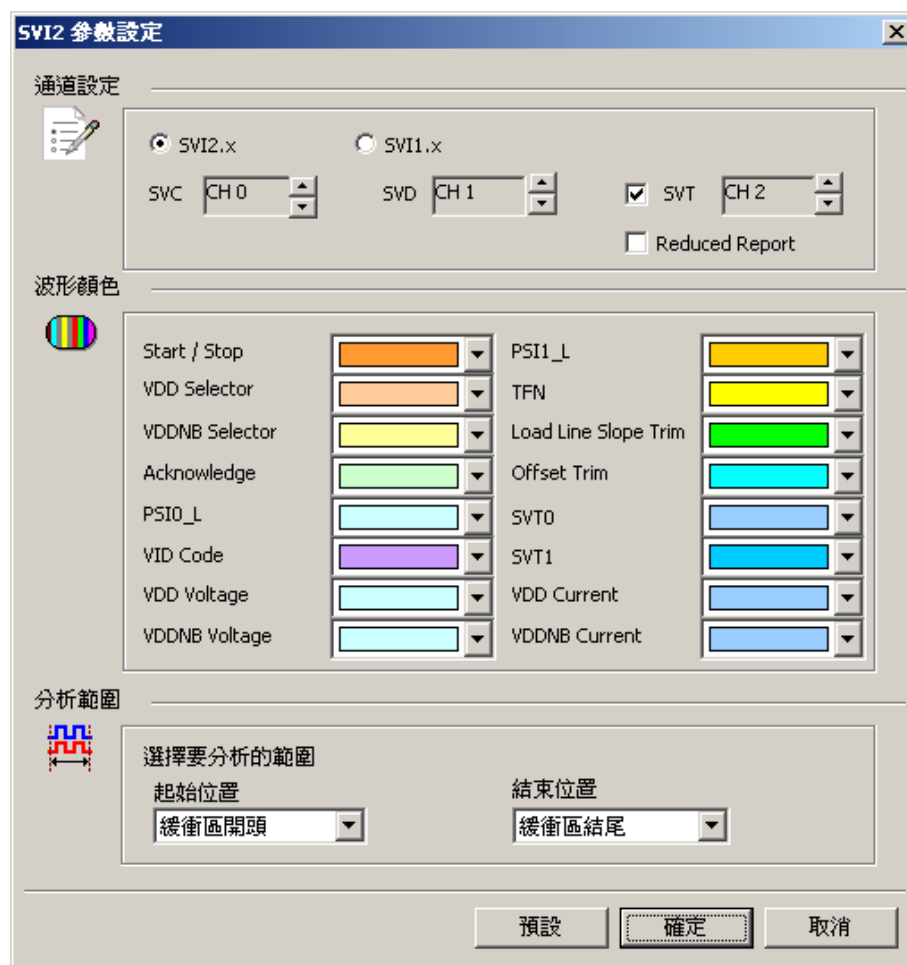 SVI2 參數設定
通道設定
SVI2.x SVI1.x
SVC CH 0 SVD CH 1 SVT CH 2
Reduced Report
波形顏色
Start / Stop PSI1_L
VDD Selector TFN
VDDNB Selector Load Line Slope Trim
Acknowledge Offset Trim
PSI0_L SVT0
VID Code SVT1
VDD Voltage VDD Current
VDDNB Voltage VDDNB Current
分析範圍
選擇要分析的範圍
起始位置 結束位置
緩衝區開頭 緩衝區結尾
預設 確定 取消